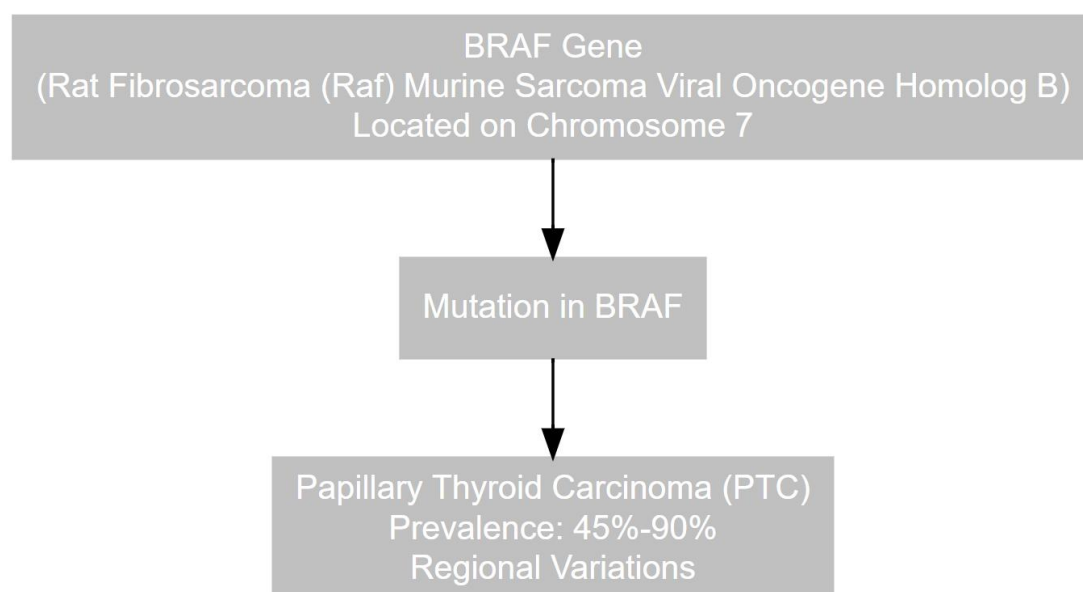 BRAF Gene
(Rat Fibrosarcoma (Raf) Murine Sarcoma Viral Oncogene Homolog B)
Located on Chromosome 7
Mutation in BRAF
Papillary Thyroid Carcinoma (PTC)
Prevalence: 45%-90%
Regional Variations